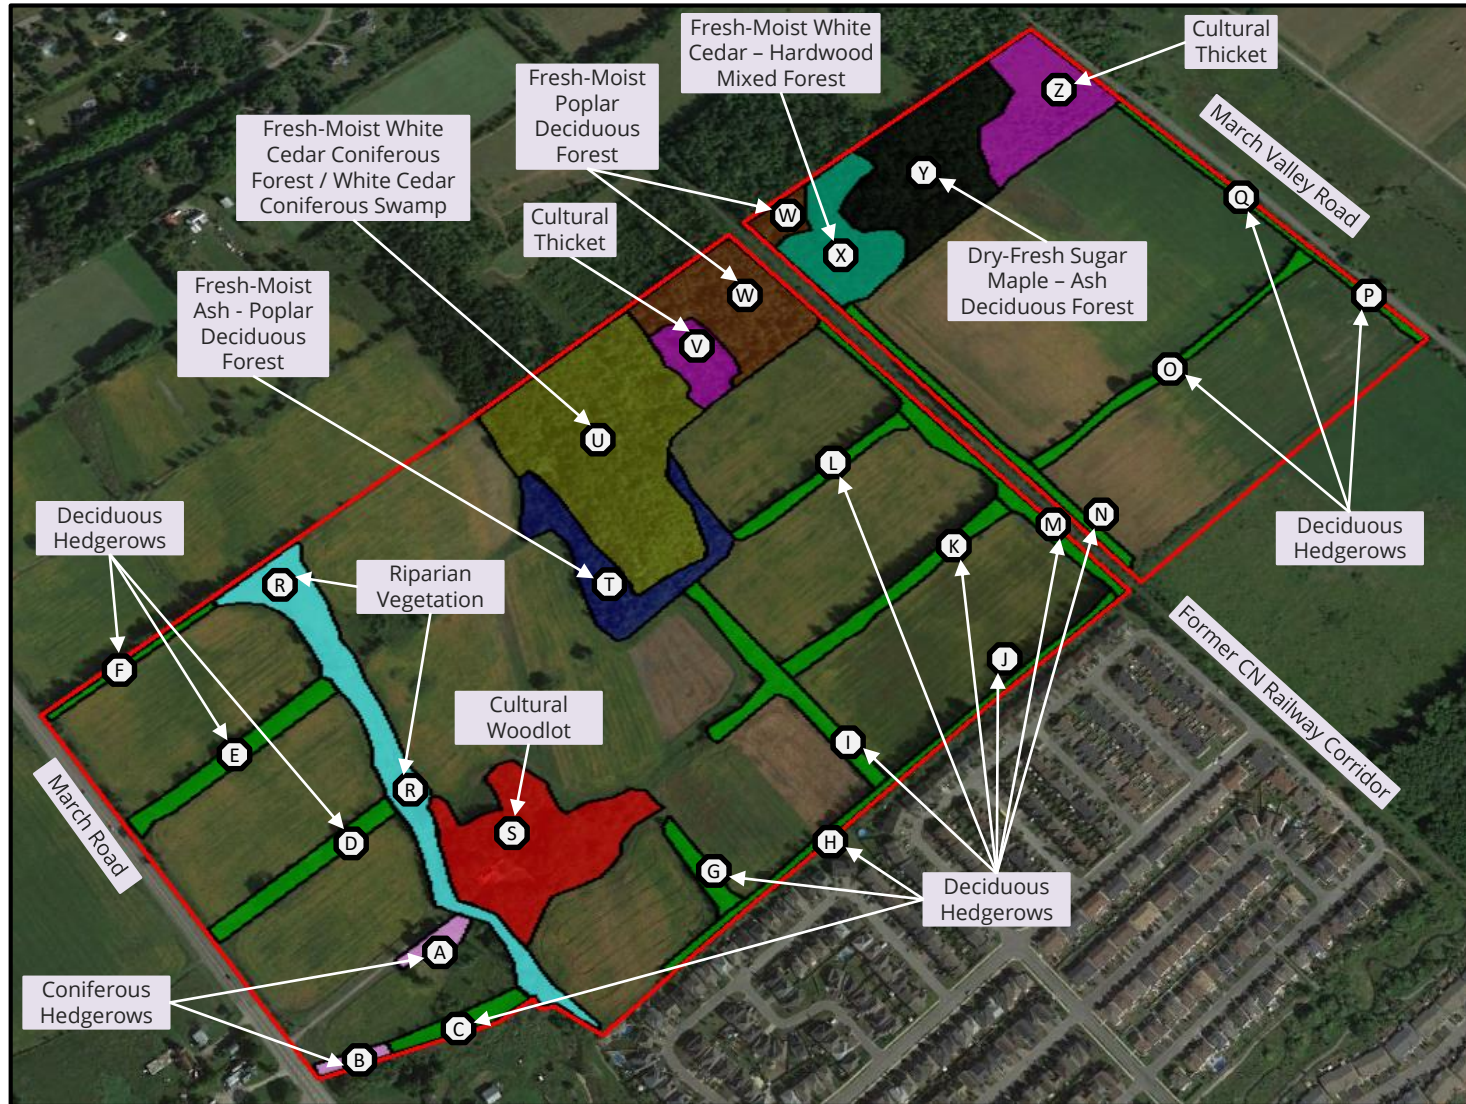 Fresh-Moist White
Cedar – Hardwood
Mixed Forest
Cultural
Thicket
Fresh-Moist
Poplar
Deciduous
Forest
Fresh-Moist White
Cedar Coniferous
Forest / White Cedar
Coniferous Swamp
Cultural
Thicket
Fresh-Moist
Ash - Poplar
Deciduous
Forest
March Valley Road
Dry-Fresh Sugar
Maple – Ash
Deciduous Forest
Z
Y
Q
W
X
P
W
V
O
U
L
N
M
K
T
R
J
F
I
E
R
S
H
D
G
A
C
B
Deciduous
Hedgerows
Deciduous
Hedgerows
Riparian
Vegetation
Cultural
Woodlot
Former CN Railway Corridor
March Road
Deciduous
Hedgerows
Coniferous
Hedgerows